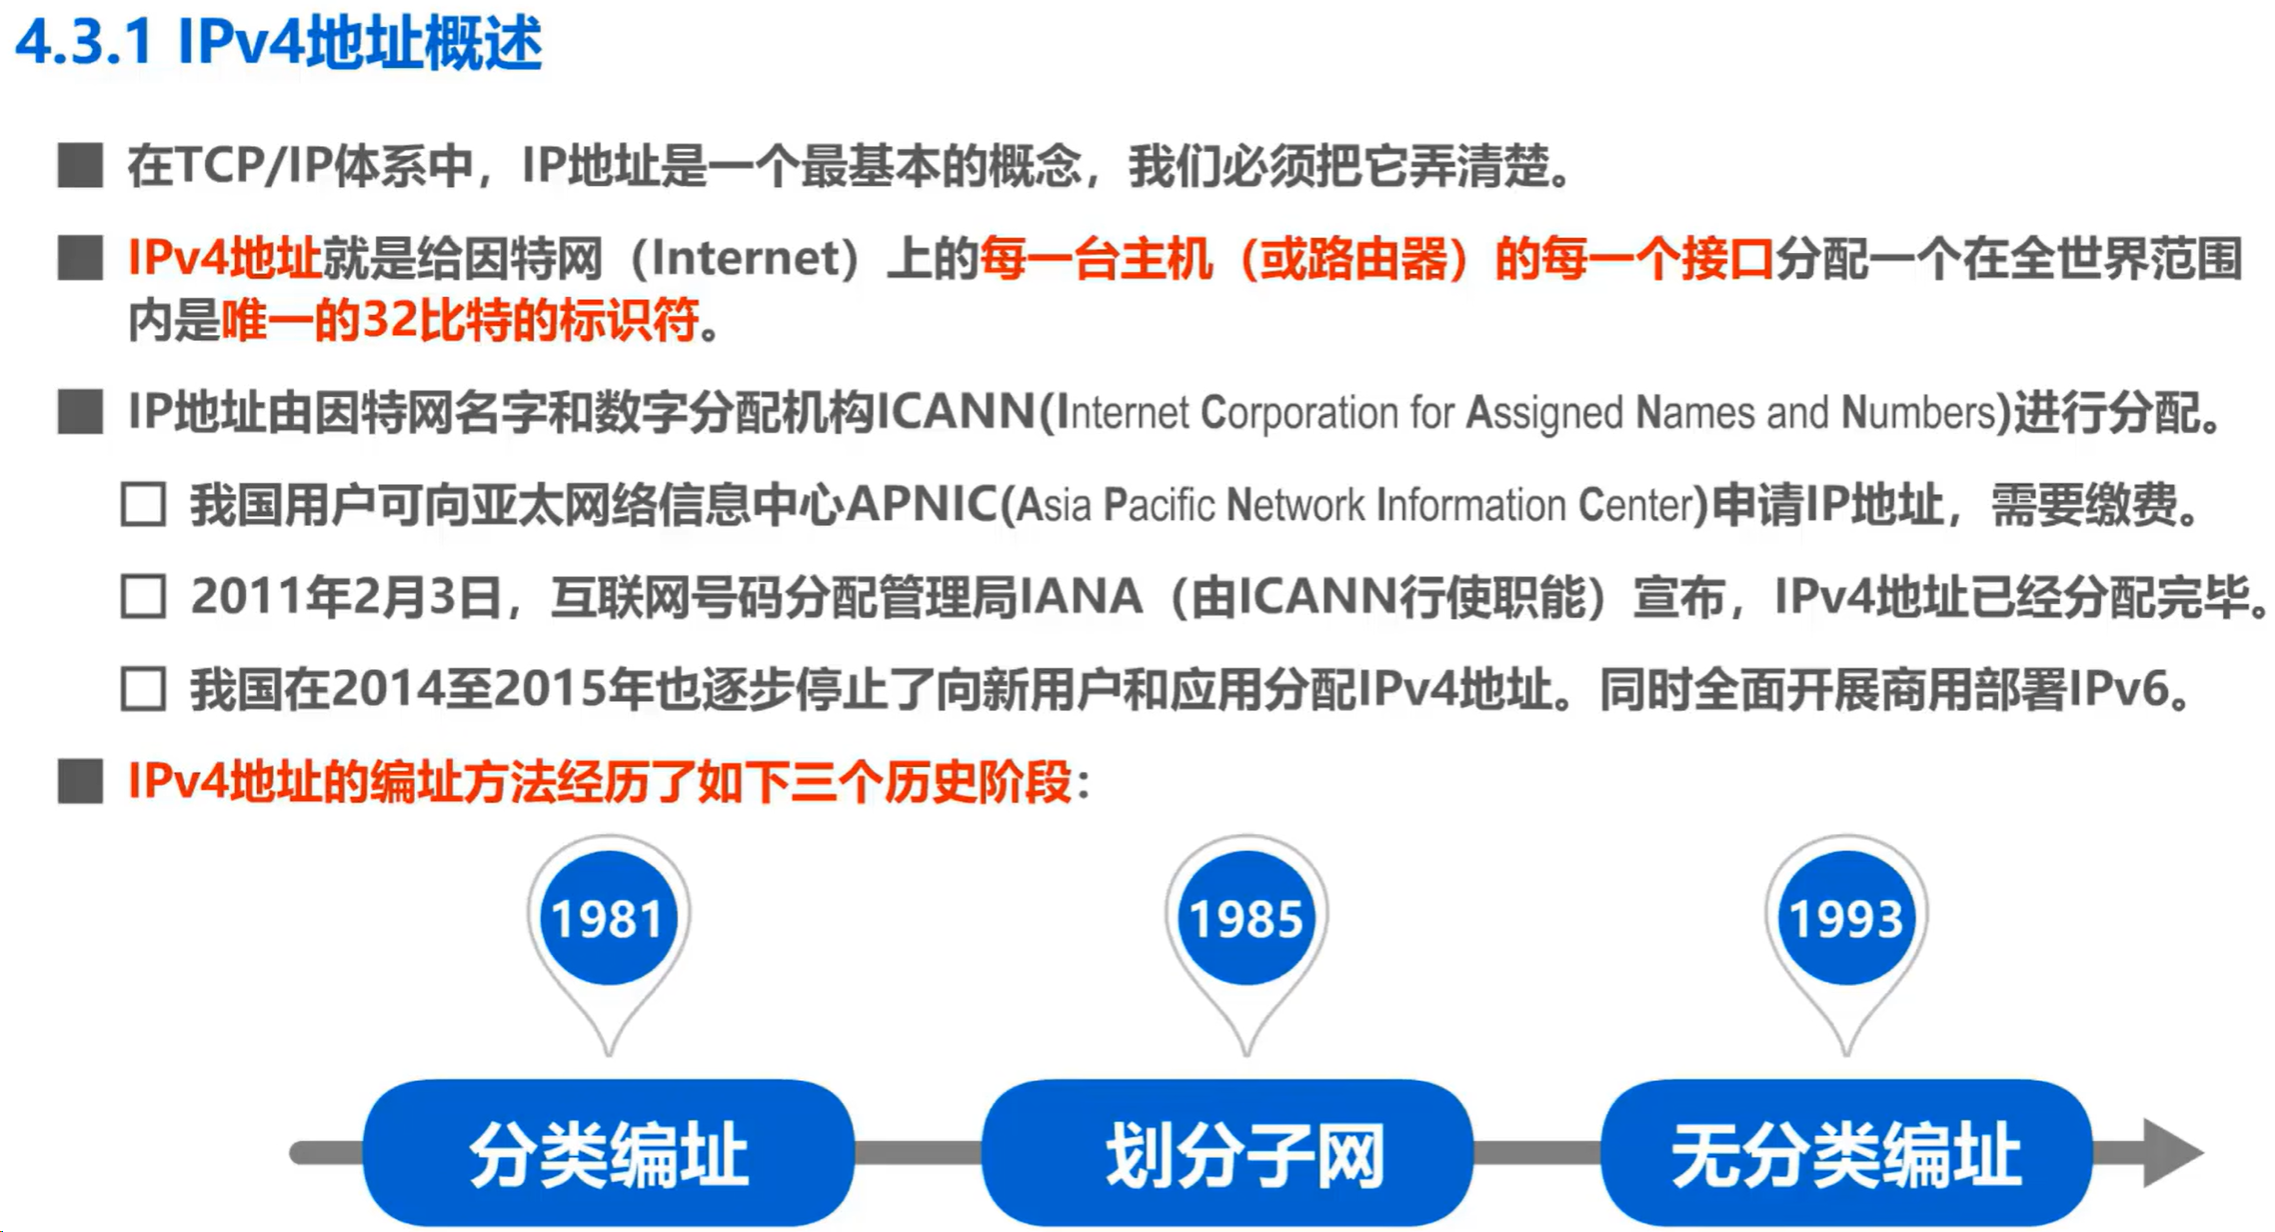 4.3.1 IPv4地址概述
在TCP/IP体系中，IP地址是一个最基本的概念，我们必须把它弄清楚。
IPv4地址就是给因特网（Internet）上的每一台主机（或路由器）的每一个接口分配一个在全世界范围
内是唯一的32比特的标识符。
IP地址由因特网名字和数字分配机构ICANN(Internet Corporation for Assigned Names and Numbers)进行分配。
我国用户可向亚太网络信息中心APNIC(Asia Pacific Network Information Center)申请IP地址，需要缴费。
2011年2月3日，互联网号码分配管理局IANA（由ICANN行使职能）宣布，IPv4地址已经分配完毕。
我国在2014至2015年也逐步停止了向新用户和应用分配IPv4地址。同时全面开展商用部署IPv6。
IPv4地址的编址方法经历了如下三个历史阶段：
1981
1985
1993
分类编址
划分子网
无分类编址